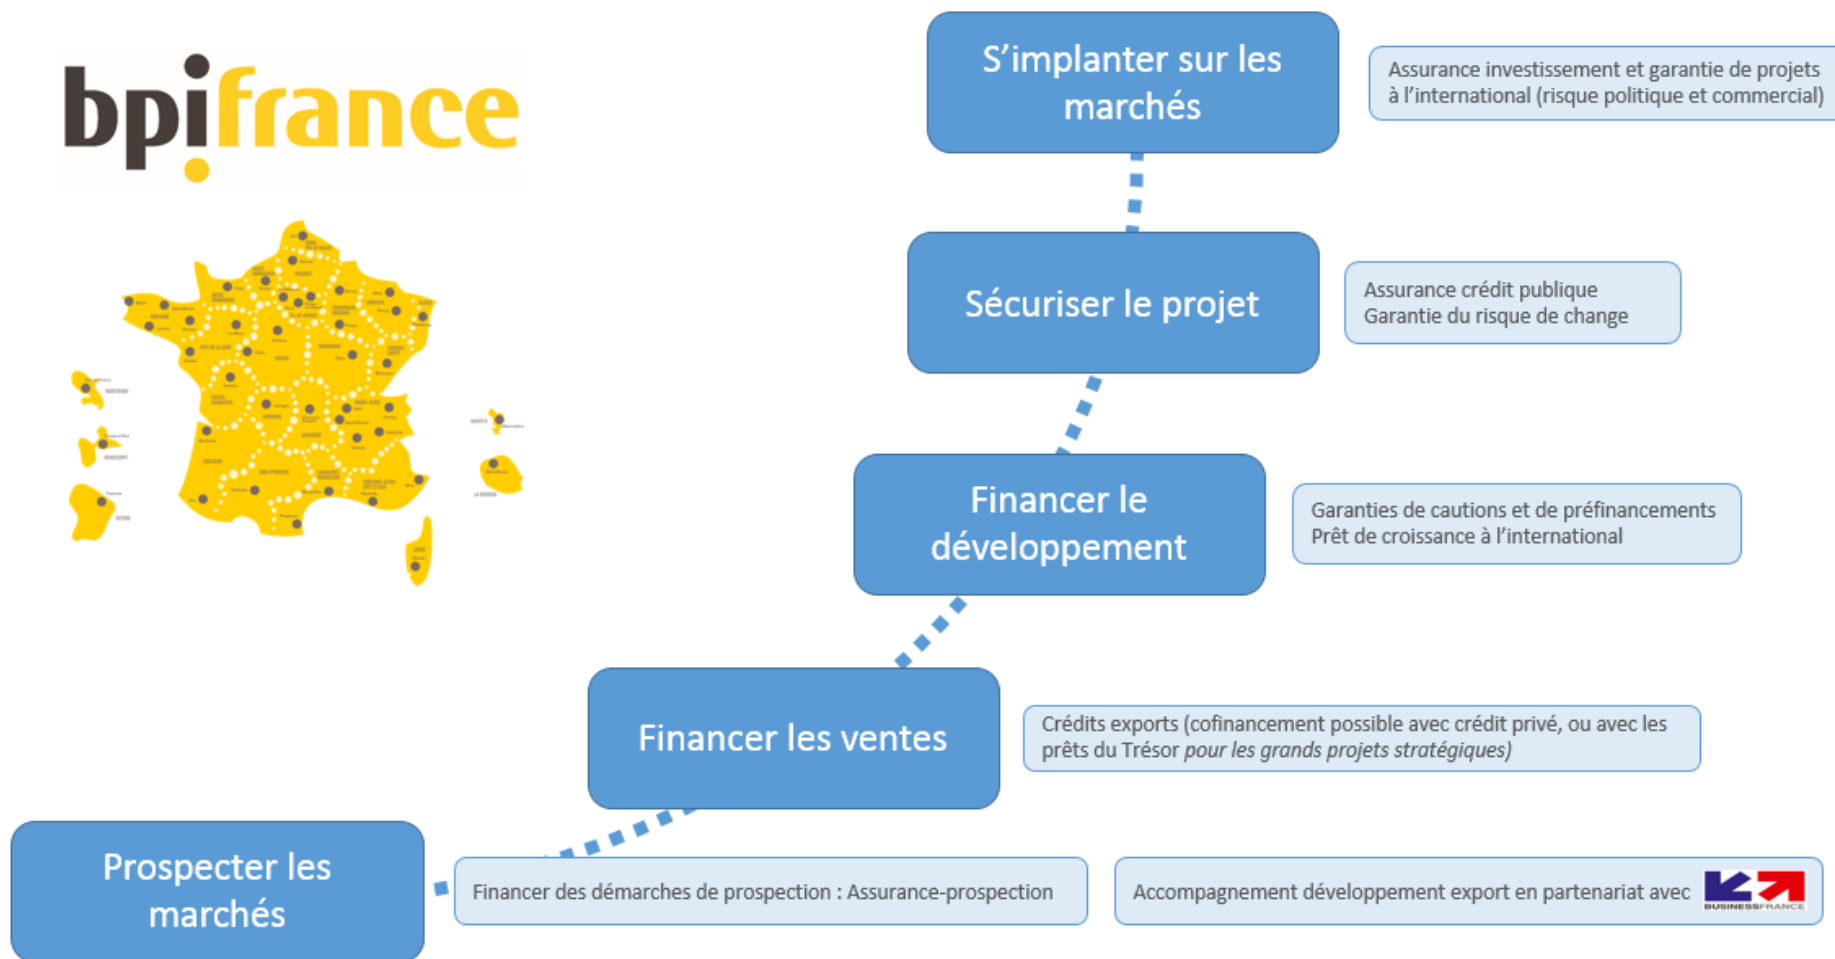 bpifrance
S'implanter sur les
marchés
Assurance investissement et garantie de projets
à l'international (risque politique et commercial)
Sécuriser le projet
Assurance crédit publique
Garantie du risque de change
Financer le
développement
Garanties de cautions et de préfinancements
Prêt de croissance à l'international
Financer les ventes
Crédits exports (cofinancement possible avec crédit privé, ou avec les
prêts du Trésor pour les grands projets stratégiques)
Prospecter les
marchés
Financer des démarches de prospection : Assurance-prospection
Accompagnement développement export en partenariat avec
BUSINESSFRANCE